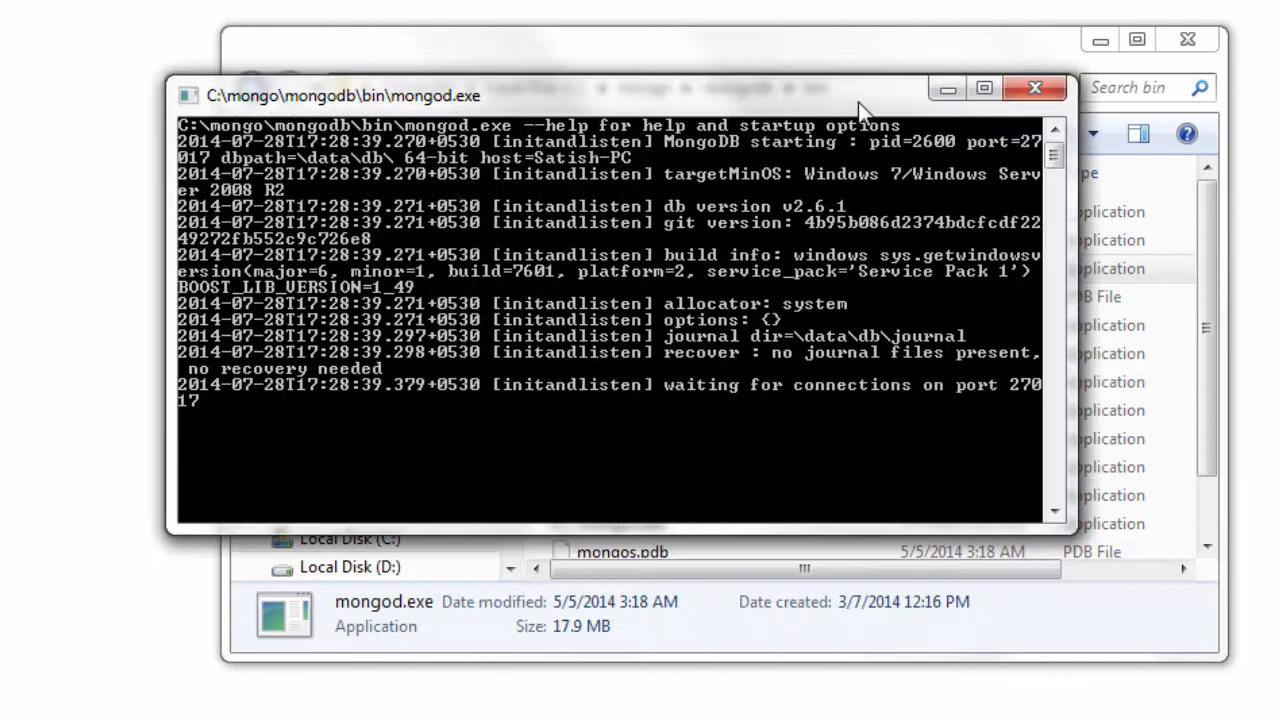 Search bin
C:\mongo\mongodb\bin\mongod.exe
C:\mongo\mongodb\bin\mongod.exe --help for help and startup options
2014-07-28T17:28:39.270+0530 [initandlisten] MongoDB starting : pid=2600 port=27
017 dbpath=\data\db\ 64-bit host=Satish-PC
2014-07-28T17:28:39.270+0530 [initandlisten] targetMinOS: Windows 7/Windows Serv
er 2008 R2
2014-07-28T17:28:39.271+0530 [initandlisten] db version v2.6.1
2014-07-28T17:28:39.271+0530 [initandlisten] git version: 4b95b086d2374bdcfcdf22
49272fb552c9c726e8
2014-07-28T17:28:39.271+0530 [initandlisten] build info: windows sys.getwindowsv
ersion(major=6, minor=1, build=7601, platform=2, service_pack='Service Pack 1')
BOOST_LIB_VERSION=1_49
2014-07-28T17:28:39.271+0530 [initandlisten] allocator: system
2014-07-28T17:28:39.271+0530 [initandlisten] options: {}
2014-07-28T17:28:39.297+0530 [initandlisten] journal dir=\data\db\journal
2014-07-28T17:28:39.298+0530 [initandlisten] recover : no journal files present,
no recovery needed
2014-07-28T17:28:39.379+0530 [initandlisten] waiting for connections on port 270
17
pe
pplication
pplication
pplication
DB File
pplication
pplication
pplication
pplication
pplication
pplication
pplication
pplication
Local Disk (C:)
mongos.pdb 5/5/2014 3:18 AM PDB File
Local Disk (D:)
mongod.exe Date modified: 5/5/2014 3:18 AM Date created: 3/7/2014 12:16 PM
Application Size: 17.9 MB